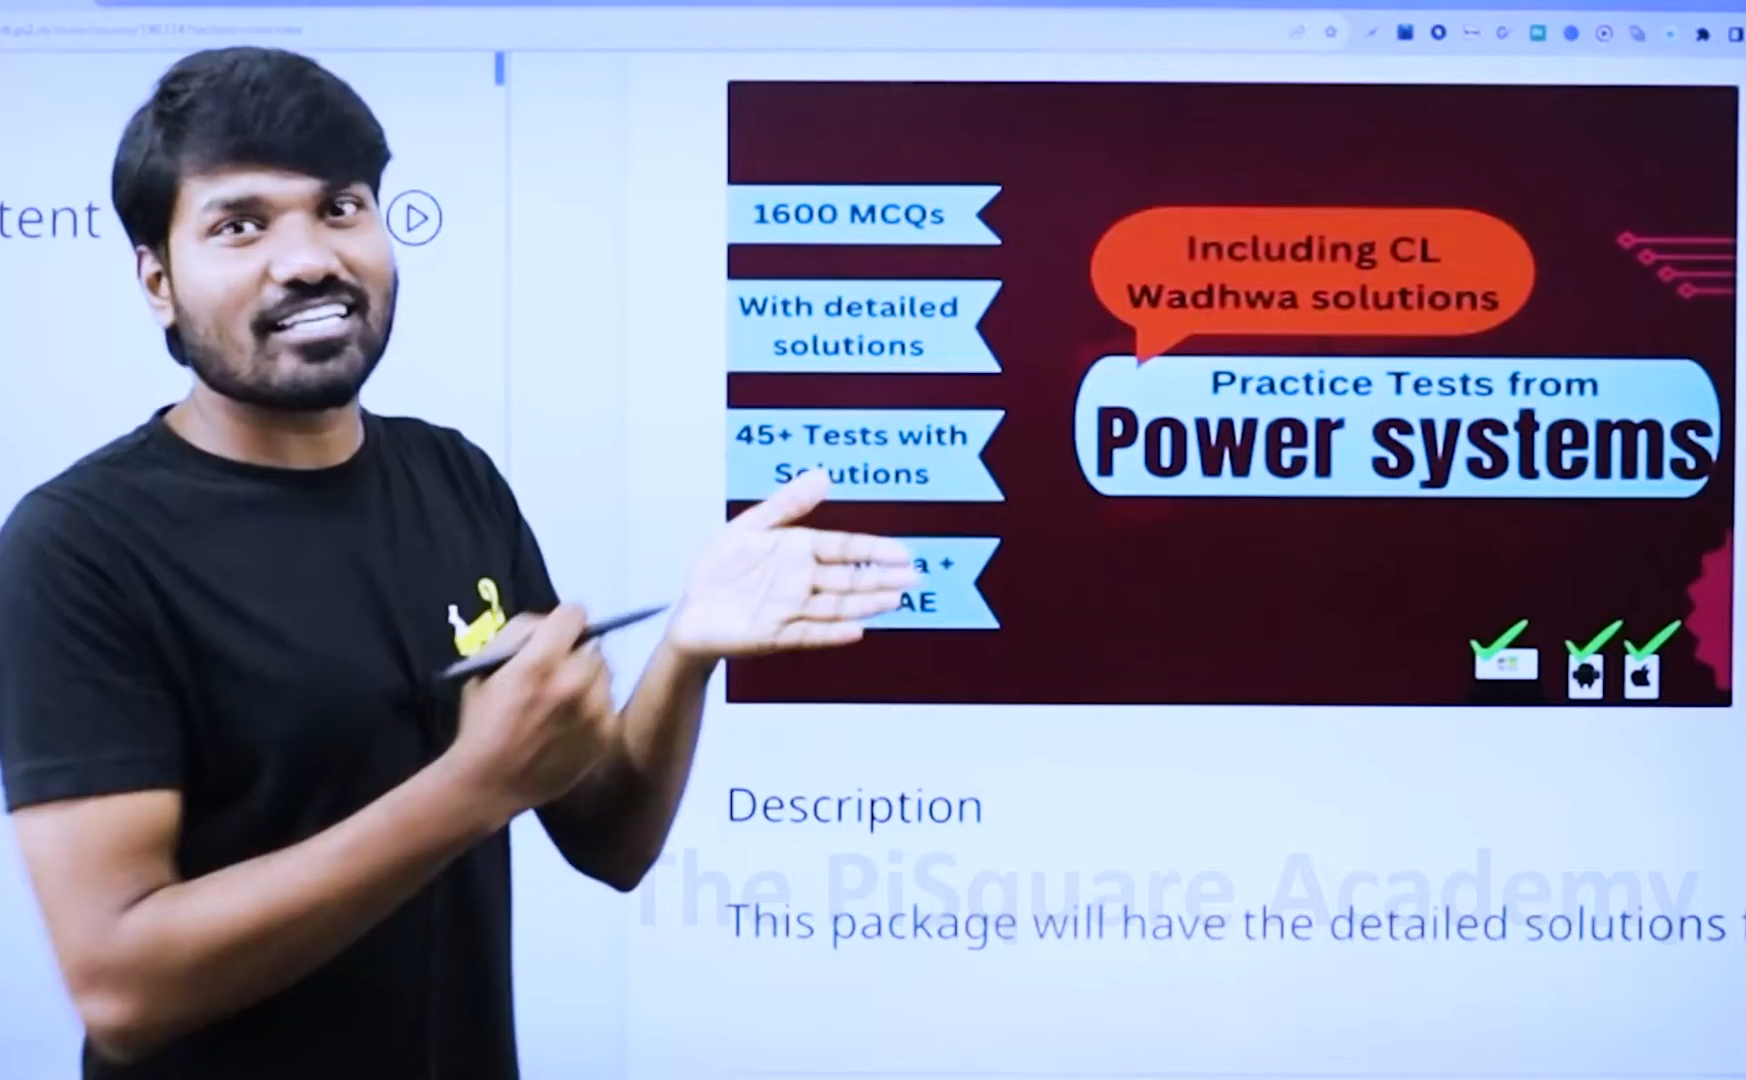 tent
1600 MCQs
With detailed
solutions
45+ Tests with
Solutions
+
AE
Including CL
Wadhwa solutions
Practice Tests from
Power systems
Description
The PiSquare Academy
This package will have the detailed solutions